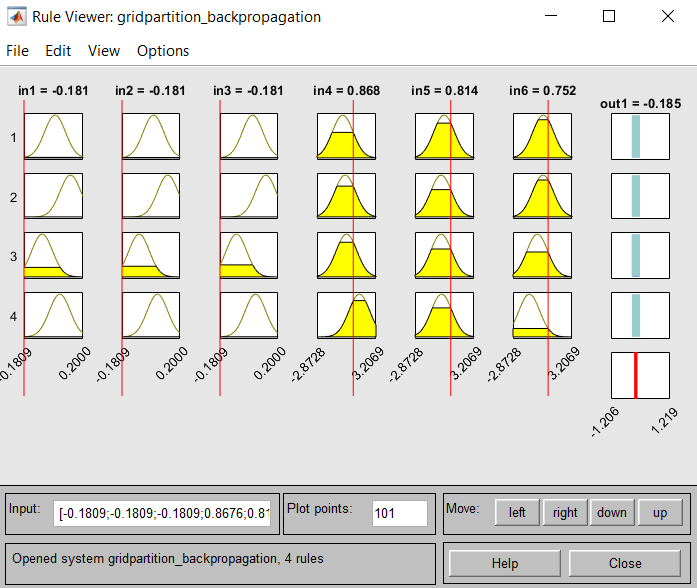 Rule Viewer: gridpartition_backpropagation
File Edit View Options
in1 = -0.181 in2 = -0.181 in3 = -0.181 in4 = 0.868 in5 = 0.814 in6 = 0.752 out1 = -0.185
1
2
3
4
-0.1809 0.2000 -0.1809 0.2000 -0.1809 0.2000 -2.8728 3.2069 -2.8728 3.2069 -2.8728 3.2069
-1.206 1.219
Input: [-0.1809;-0.1809;-0.1809;0.8676;0.81 Plot points: 101 Move: left right down up
Opened system gridpartition_backpropagation, 4 rules Help Close